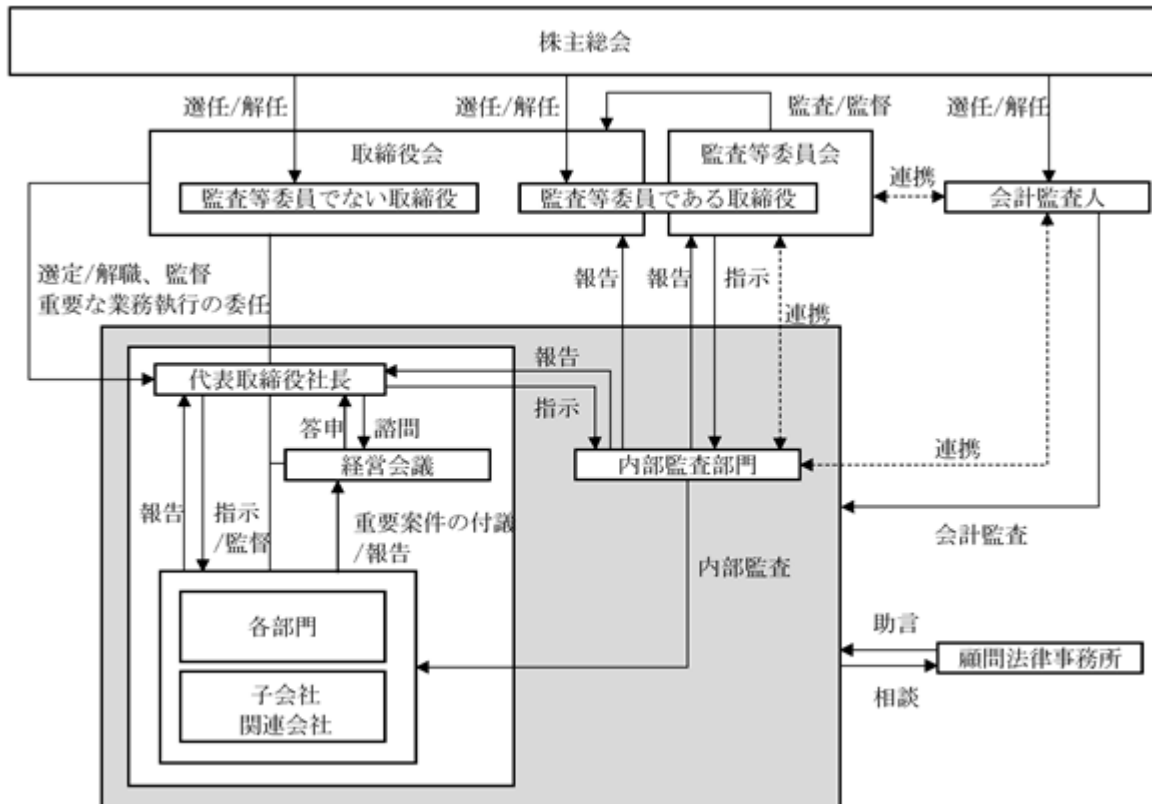 株主総会
選任/解任
選任/解任
監査/監督
選任/解任
取締役会
監査等委員会
連携
監査等委員でない取締役
監査等委員である取締役
会計監査人
選定/解職、監督
重要な業務執行の委任
報告
報告
指示
連携
報告
代表取締役社長
指示
答申
諮問
経営会議
内部監査部門
連携
報告
指示
/監督
重要案件の付議
/報告
会計監査
内部監査
各部門
助言
顧問法律事務所
子会社
関連会社
相談